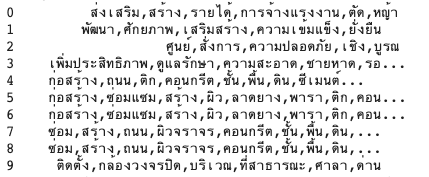 0 ส่งเสริม,สร้าง,รายได้,การจ้างแรงงาน,ตัด,หญ้า
1 พัฒนา,ศักยภาพ,เสริมสร้าง,ความเข้มแข็ง,ยั่งยืน
2 ศูนย์,สั่งการ,ความปลอดภัย,เชิง,บูรณ
3 เพิ่มประสิทธิภาพ,ดูแลรักษา,ความสะอาด,ชายหาด,รอ...
4 ก่อสร้าง,ถนน,ติก,คอนกรีต,ชั้น,พื้น,ดิน,ซีเมนต์...
5 ก่อสร้าง,ซ่อมแซม,สร้าง,ผิว,ลาดยาง,พารา,ติก,คอน...
6 ก่อสร้าง,ซ่อมแซม,สร้าง,ผิว,ลาดยาง,พารา,ติก,คอน...
7 ซ่อม,สร้าง,ถนน,ผิวจราจร,คอนกรีต,ชั้น,พื้น,ดิน,...
8 ซ่อม,สร้าง,ถนน,ผิวจราจร,คอนกรีต,ชั้น,พื้น,ดิน,...
9 ติดตั้ง,กล้องวงจรปิด,บริเวณ,ที่สาธารณะ,ศาลา,ด่าน